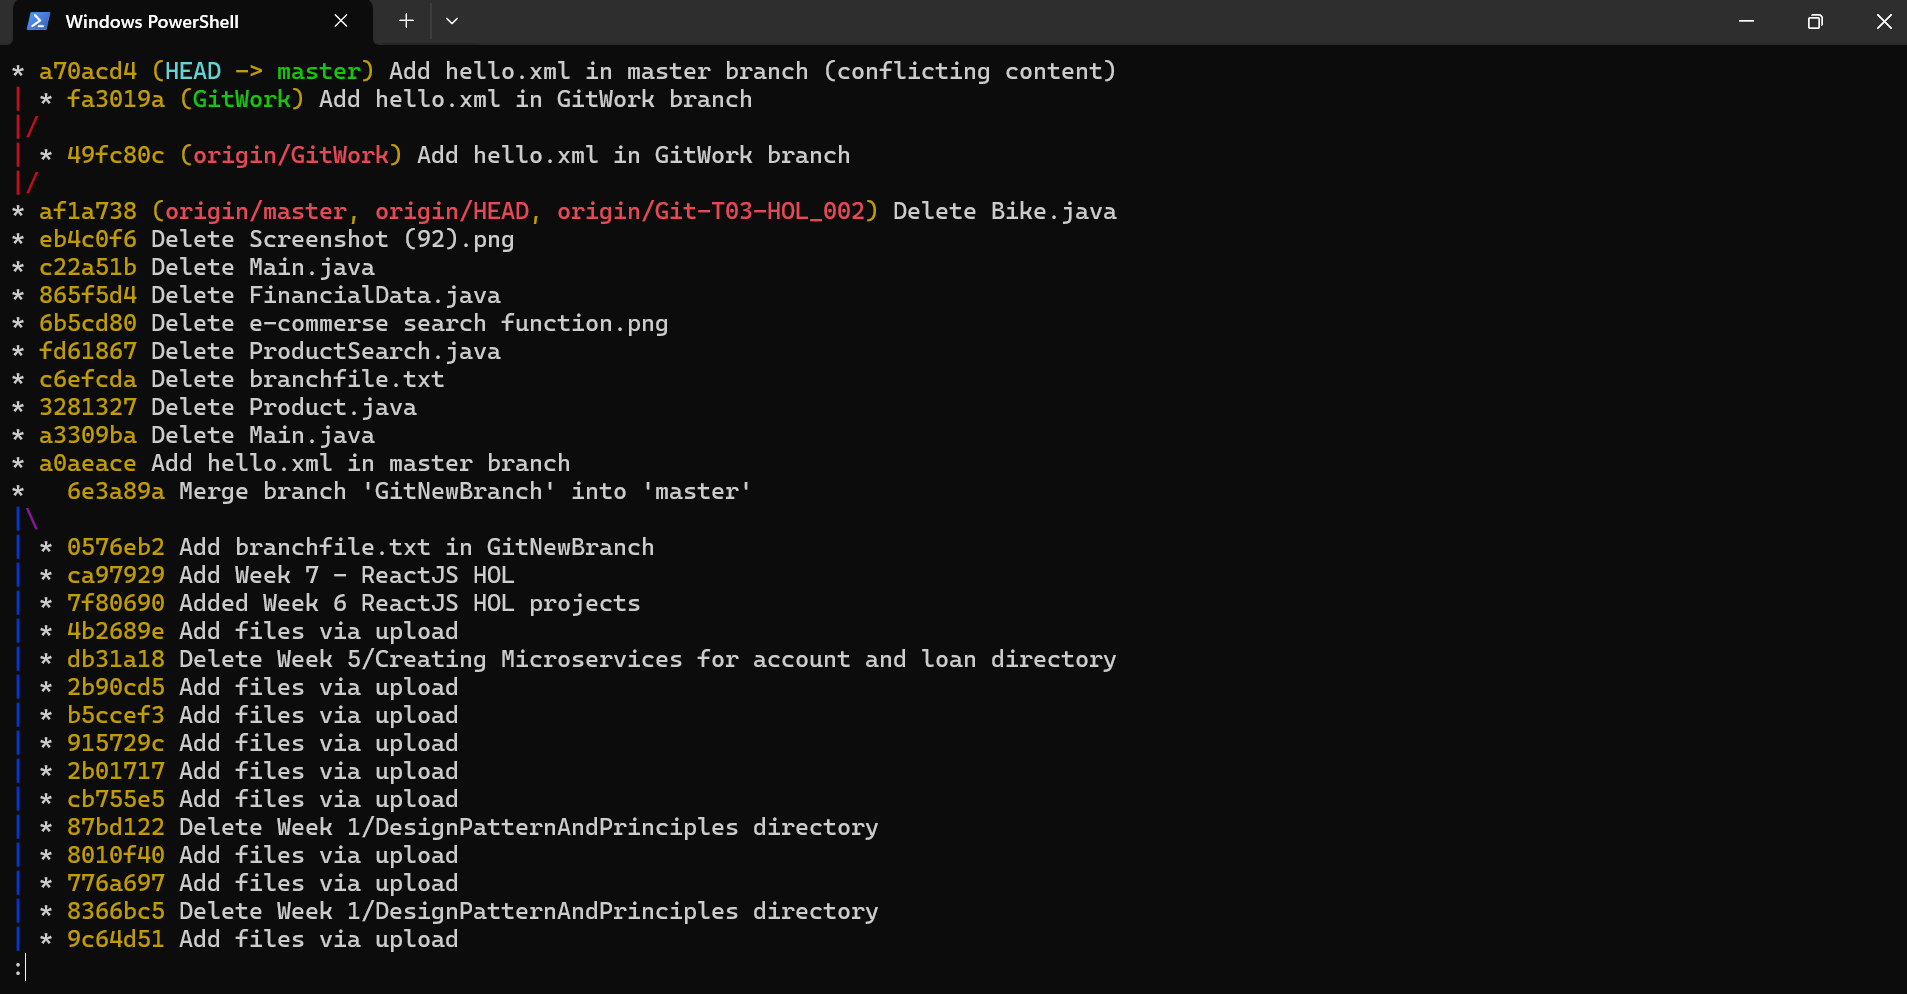 Windows PowerShell
* a70acd4 (HEAD -> master) Add hello.xml in master branch (conflicting content)
| * fa3019a (GitWork) Add hello.xml in GitWork branch
|/
| * 49fc80c (origin/GitWork) Add hello.xml in GitWork branch
|/
* af1a738 (origin/master, origin/HEAD, origin/Git-T03-HOL_002) Delete Bike.java
* eb4c0f6 Delete Screenshot (92).png
* c22a51b Delete Main.java
* 865f5d4 Delete FinancialData.java
* 6b5cd80 Delete e-commerse search function.png
* fd61867 Delete ProductSearch.java
* c6efcda Delete branchfile.txt
* 3281327 Delete Product.java
* a3309ba Delete Main.java
* a0aeace Add hello.xml in master branch
*   6e3a89a Merge branch 'GitNewBranch' into 'master'
|\
| * 0576eb2 Add branchfile.txt in GitNewBranch
| * ca97929 Add Week 7 - ReactJS HOL
| * 7f80690 Added Week 6 ReactJS HOL projects
| * 4b2689e Add files via upload
| * db31a18 Delete Week 5/Creating Microservices for account and loan directory
| * 2b90cd5 Add files via upload
| * b5ccef3 Add files via upload
| * 915729c Add files via upload
| * 2b01717 Add files via upload
| * cb755e5 Add files via upload
| * 87bd122 Delete Week 1/DesignPatternAndPrinciples directory
| * 8010f40 Add files via upload
| * 776a697 Add files via upload
| * 8366bc5 Delete Week 1/DesignPatternAndPrinciples directory
| * 9c64d51 Add files via upload
: